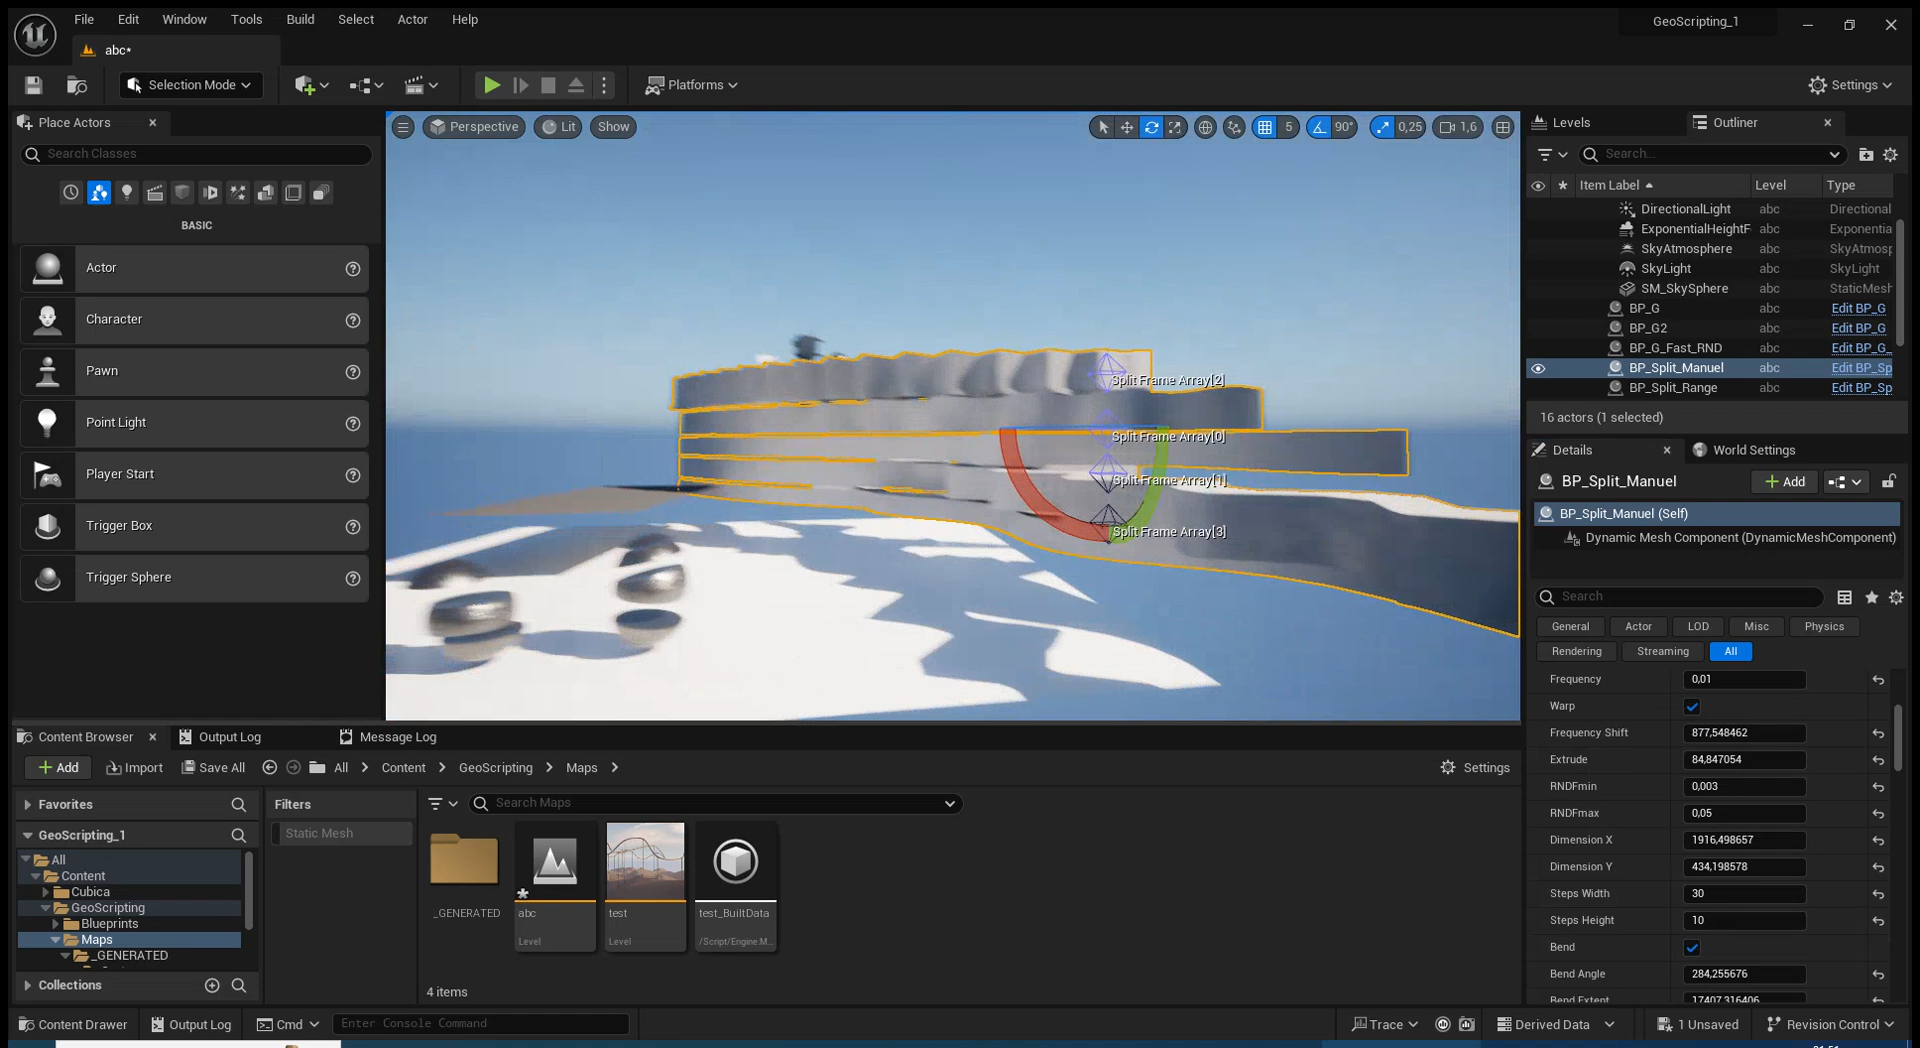 File Edit Window Tools Build Select Actor Help
GeoScripting_1
abc*
Selection Mode
Platforms
Settings
Place Actors
Search Classes
BASIC
Actor
Character
Pawn
Point Light
Player Start
Trigger Box
Trigger Sphere
Perspective Lit Show
5 90° 0,25 1,6
Split Frame Array[2]
Split Frame Array[0]
Split Frame Array[1]
Split Frame Array[3]
Levels Outliner
Search...
Item Label Level Type
DirectionalLight abc Directional
ExponentialHeightF abc Exponentia
SkyAtmosphere abc SkyAtmosp
SkyLight abc SkyLight
SM_SkySphere abc StaticMesh
BP_G abc Edit BP_G
BP_G2 abc Edit BP_G
BP_G_Fast_RND abc Edit BP_G_
BP_Split_Manuel abc Edit BP_Sp
BP_Split_Range abc Edit BP_Sp
16 actors (1 selected)
Details World Settings
BP_Split_Manuel
Add
BP_Split_Manuel (Self)
Dynamic Mesh Component (DynamicMeshComponent)
Search
General Actor LOD Misc Physics
Rendering Streaming All
Frequency 0,01
Warp
Frequency Shift 877,548462
Extrude 84,847054
RNDFmin 0,003
RNDFmax 0,05
Dimension X 1916,498657
Dimension Y 434,198578
Steps Width 30
Steps Height 10
Bend
Bend Angle 284,255676
Bend Extent 17407,316406
Content Browser Output Log Message Log
Add Import Save All All Content GeoScripting Maps
Settings
Favorites
GeoScripting_1
All
Content
Cubica
GeoScripting
Blueprints
Maps
_GENERATED
Collections
Filters
Static Mesh
Search Maps
_GENERATED
abc
Level
test
Level
test_BuiltData
/Script/Engine.M...
4 items
Content Drawer Output Log Cmd Enter Console Command
Trace Derived Data 1 Unsaved Revision Control